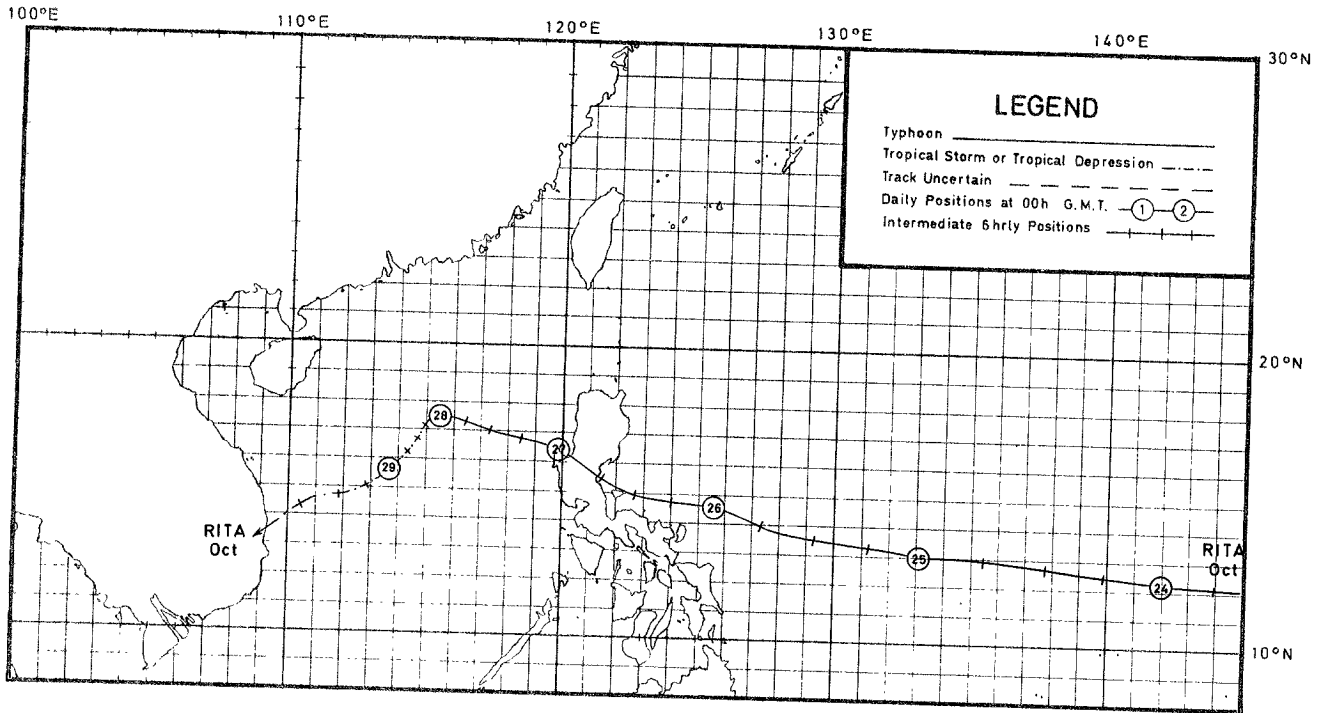 100°E
110°E
120°E
130°E
140°E
30°N
LEGEND
Typhoon
Tropical Storm or Tropical Depression
Track Uncertain
Daily Positions at 00h G.M.T. 1 2
Intermediate 6hrly Positions
20°N
28
27
29
26
RITA
Oct
25
RITA
Oct
24
10°N